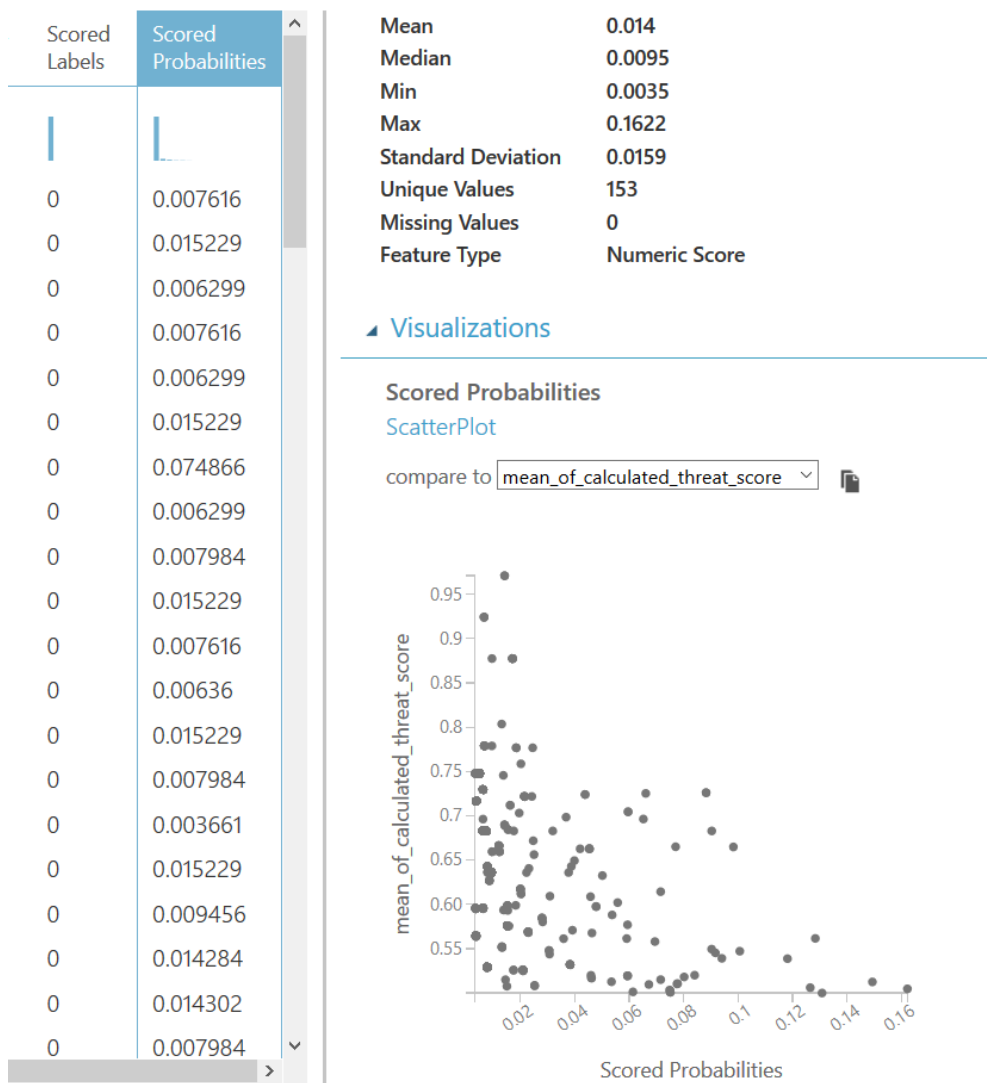 Scored Labels
Scored Probabilities
0 0.007616
0 0.015229
0 0.006299
0 0.007616
0 0.006299
0 0.015229
0 0.074866
0 0.006299
0 0.007984
0 0.015229
0 0.007616
0 0.00636
0 0.015229
0 0.007984
0 0.003661
0 0.015229
0 0.009456
0 0.014284
0 0.014302
0 0.007984
Mean 0.014
Median 0.0095
Min 0.0035
Max 0.1622
Standard Deviation 0.0159
Unique Values 153
Missing Values 0
Feature Type Numeric Score
Visualizations
Scored Probabilities
ScatterPlot
compare to mean_of_calculated_threat_score
mean_of_calculated_threat_score
0.95
0.9
0.85
0.8
0.75
0.7
0.65
0.60
0.55
0.02 0.04 0.06 0.08 0.1 0.12 0.14 0.16
Scored Probabilities